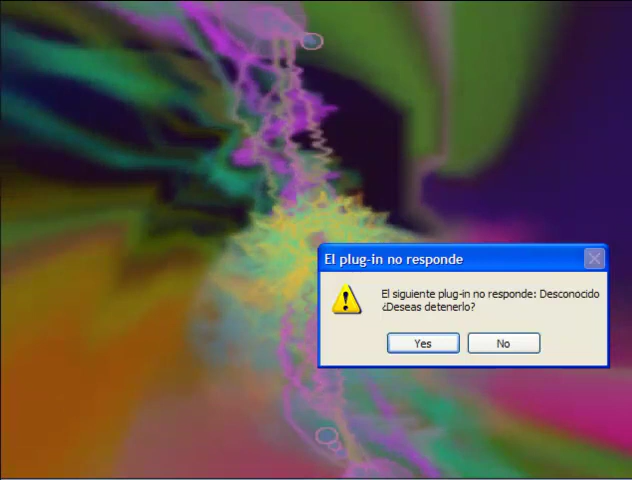 El plug-in no responde
El siguiente plug-in no responde: Desconocido
¿Deseas detenerlo?
Yes
No